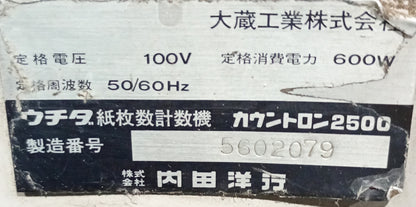 大蔵工業株式会社
定格電圧 100V 定格消費電力 600W
定格周波数 50/60Hz
ウチダ 紙枚数計数機 カウントロン2500
製造番号 5602079
株式会社 内田洋行